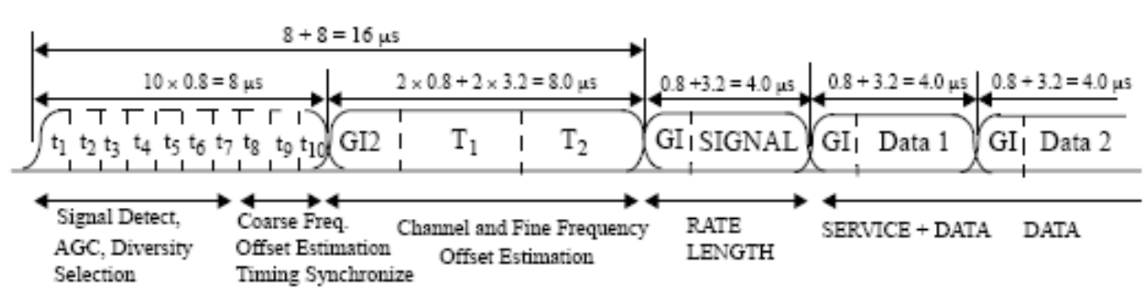 8 + 8 = 16 μs
10 x 0.8 = 8 μs
2 x 0.8 + 2 x 3.2 = 8.0 μs
0.8 +3.2 = 4.0 μs
0.8 + 3.2 = 4.0 μs
0.8 + 3.2 = 4.0 μs
t1 t2 t3 t4 t5 t6 t7 t8 t9 t10 GI2 T1 T2 GI SIGNAL GI Data 1 GI Data 2
Signal Detect,
AGC, Diversity
Selection
Coarse Freq.
Offset Estimation
Timing Synchronize
Channel and Fine Frequency
Offset Estimation
RATE
LENGTH
SERVICE + DATA
DATA